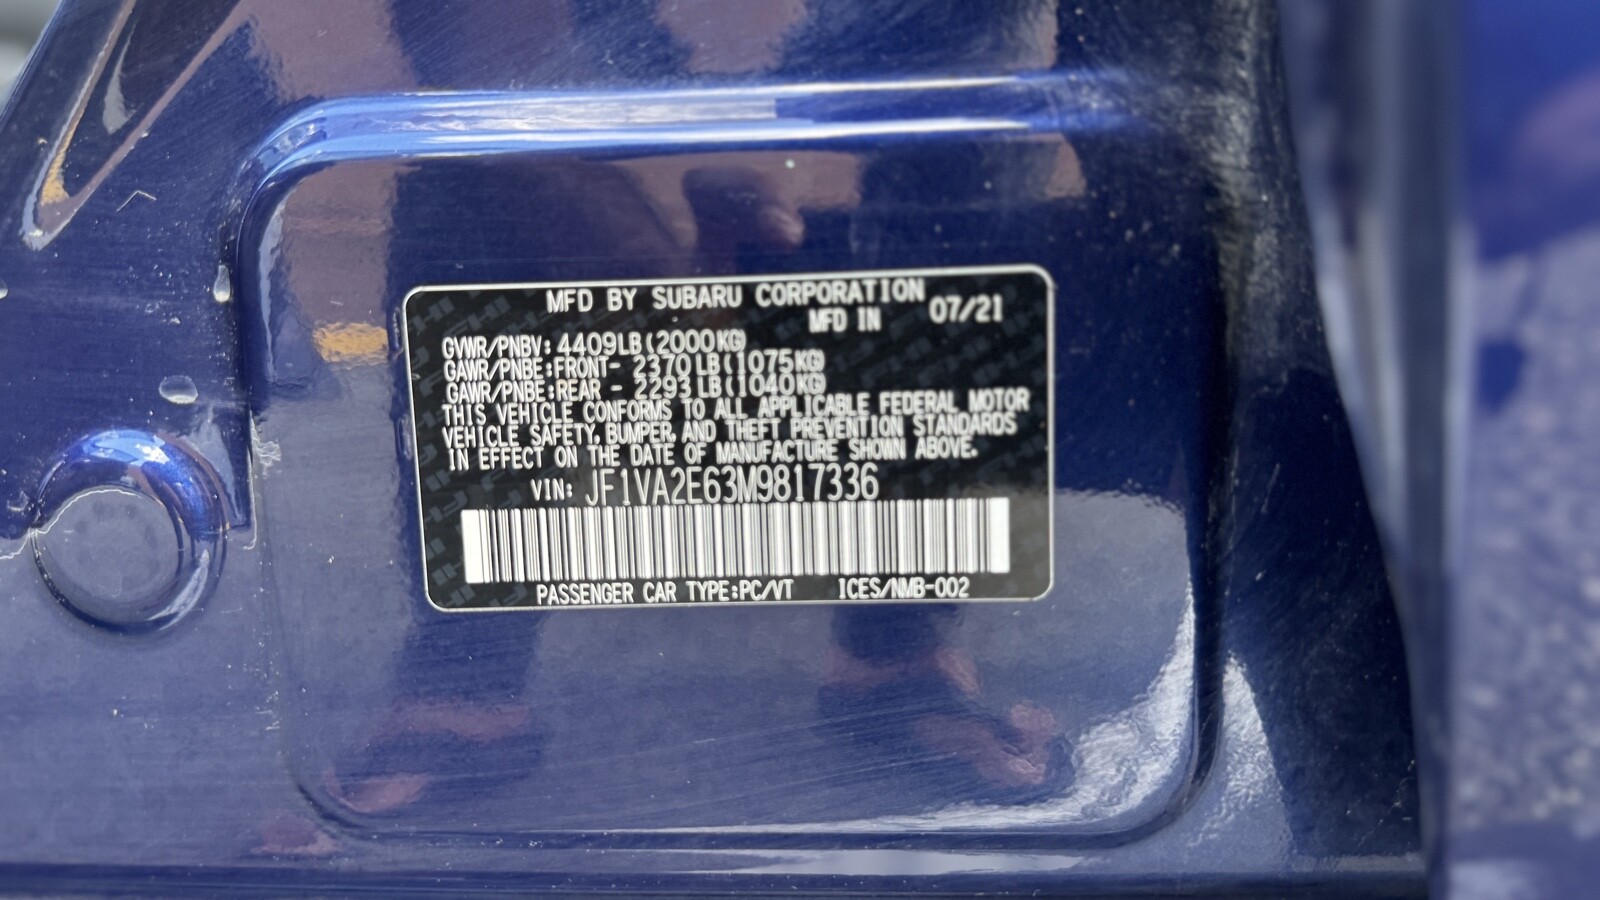 MFD BY SUBARU CORPORATION
MFD IN 07/21
GVWR/PNBV: 4409LB(2000KG)
GAWR/PNBE:FRONT- 2370LB(1075KG)
GAWR/PNBE:REAR - 2293LB(1040KG)
THIS VEHICLE CONFORMS TO ALL APPLICABLE FEDERAL MOTOR
VEHICLE SAFETY, BUMPER, AND THEFT PREVENTION STANDARDS
IN EFFECT ON THE DATE OF MANUFACTURE SHOWN ABOVE.
VIN: JF1VA2E63M9817336
PASSENGER CAR TYPE:PC/VT ICES/NMB-002